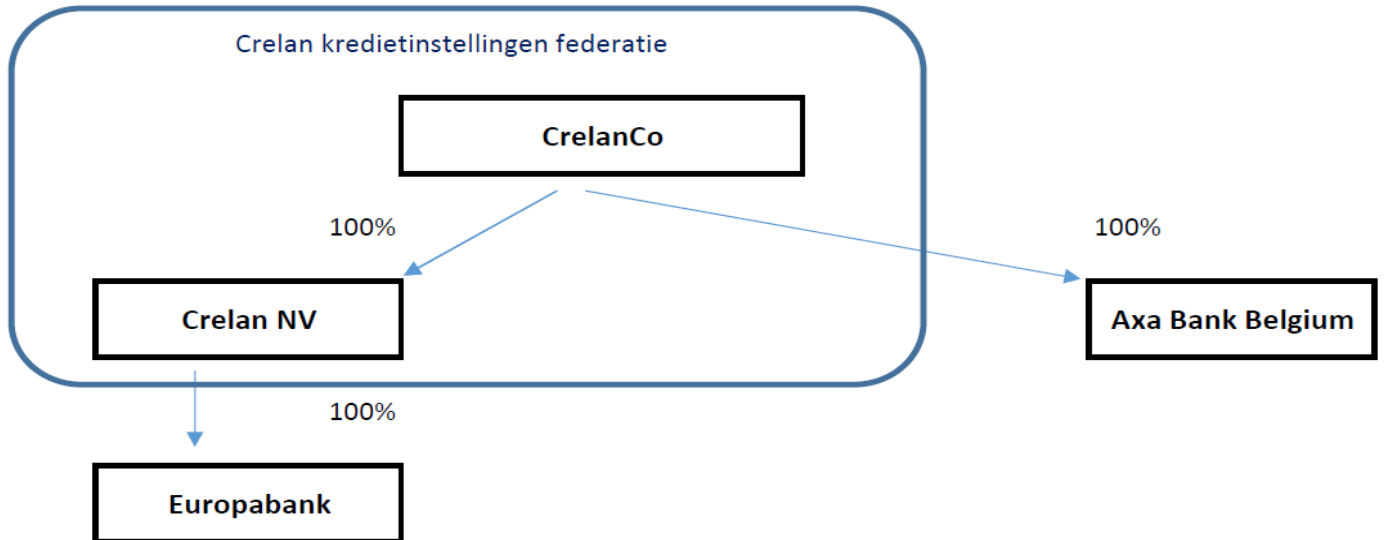 Crelan kredietinstellingen federatie
CrelanCo
100%
100%
Crelan NV
Axa Bank Belgium
100%
Europabank